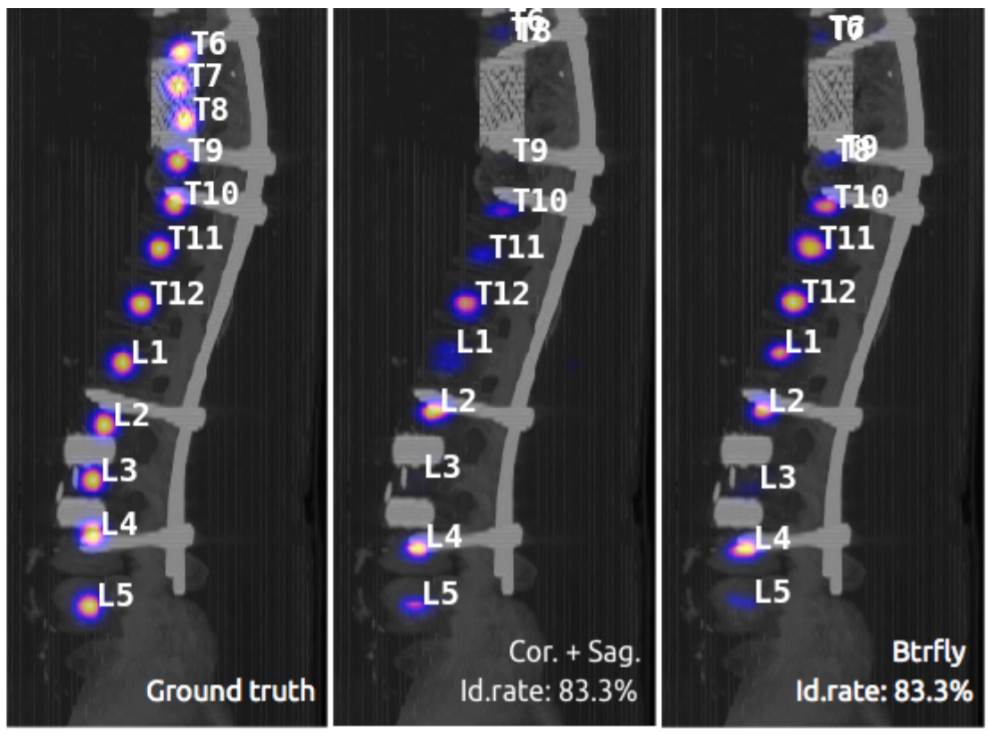 T6
T7
T8
T9
T10
T11
T12
L1
L2
L3
L4
L5
Ground truth
T8
T9
T10
T11
T12
L1
L2
L3
L4
L5
Cor. + Sag.
Id.rate: 83.3%
T9
T10
T11
T12
L1
L2
L3
L4
L5
Btrfly
Id.rate: 83.3%